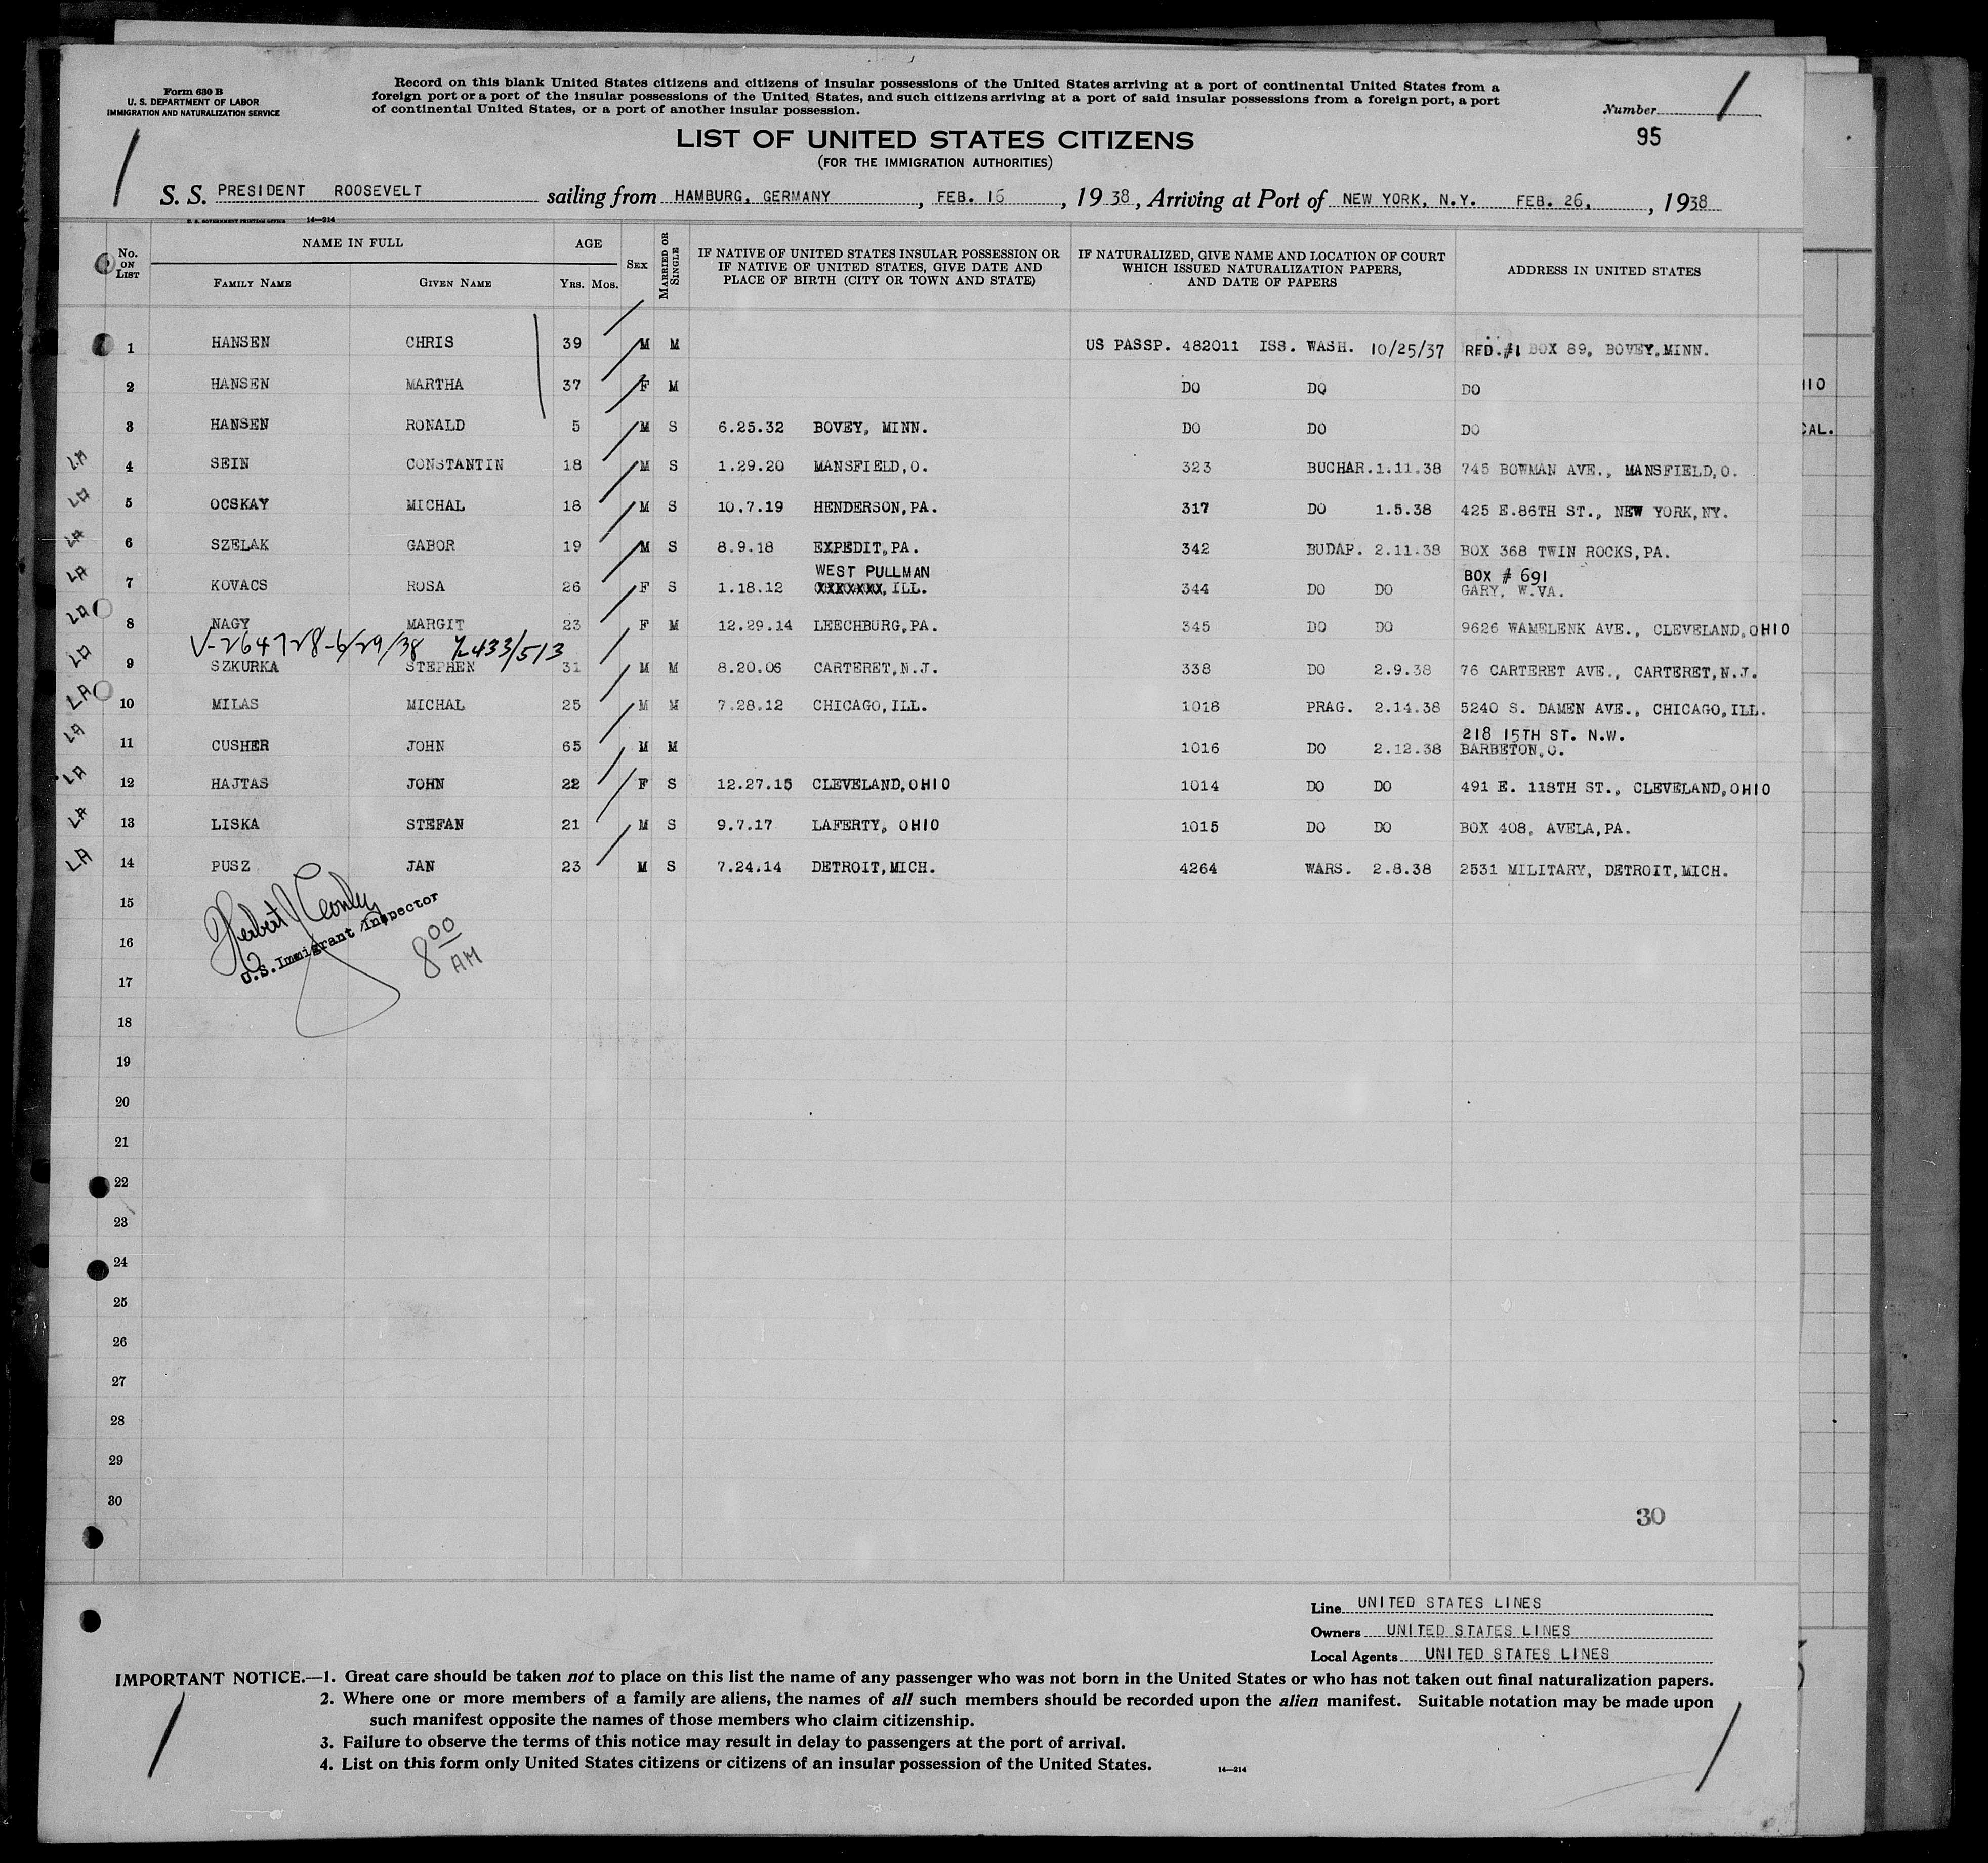 Form 630 B
U. S. DEPARTMENT OF LABOR
IMMIGRATION AND NATURALIZATION SERVICE
Record on this blank United States citizens and citizens of insular possessions of the United States arriving at a port of continental United States from a
foreign port or a port of the insular possessions of the United States, and such citizens arriving at a port of said insular possessions from a foreign port, a port
of continental United States, or a port of another insular possession.
Number 1
95
LIST OF UNITED STATES CITIZENS
(FOR THE IMMIGRATION AUTHORITIES)
S. S. PRESIDENT ROOSEVELT sailing from HAMBURG, GERMANY, FEB. 16, 1938, Arriving at Port of NEW YORK, N.Y. FEB. 26, , 1938
U. S. GOVERNMENT PRINTING OFFICE 14—214
No. ON LIST
NAME IN FULL
FAMILY NAME GIVEN NAME
AGE
YRS. MOS.
SEX
MARRIED OR SINGLE
IF NATIVE OF UNITED STATES INSULAR POSSESSION OR
IF NATIVE OF UNITED STATES, GIVE DATE AND
PLACE OF BIRTH (CITY OR TOWN AND STATE)
IF NATURALIZED, GIVE NAME AND LOCATION OF COURT
WHICH ISSUED NATURALIZATION PAPERS,
AND DATE OF PAPERS
ADDRESS IN UNITED STATES
1 HANSEN CHRIS 39 M M US PASSP. 482011 ISS. WASH. 10/25/37 RFD.#1 BOX 89, BOVEY,MINN.
2 HANSEN MARTHA 37 F M DO DO DO
3 HANSEN RONALD 5 M S 6.25.32 BOVEY, MINN. DO DO DO
4 SEIN CONSTANTIN 18 M S 1.29.20 MANSFIELD,O. 323 BUCHAR.1.11.38 745 BOWMAN AVE., MANSFIELD,O.
LA 5 OCSKAY MICHAL 18 M S 10.7.19 HENDERSON,PA. 317 DO 1.5.38 425 E.86TH ST., NEW YORK,NY.
LA 6 SZELAK GABOR 19 M S 8.9.18 EXPEDIT,PA. 342 BUDAP. 2.11.38 BOX 368 TWIN ROCKS,PA.
WEST PULLMAN BOX # 691
LA 7 KOVACS ROSA 26 F S 1.18.12 , ILL. 344 DO DO GARY, W.VA.
LA 8 NAGY MARGIT 23 F M 12.29.14 LEECHBURG,PA. 345 DO DO 9626 WAMELENK AVE., CLEVELAND,OHIO
V-264728-6/29/38 2-433/513
LA 9 SZKURKA STEPHEN 31 M M 8.20.06 CARTERET,N.J. 338 DO 2.9.38 76 CARTERET AVE., CARTERET,N.J.
LA 10 MILAS MICHAL 25 M M 7.28.12 CHICAGO,ILL. 1018 PRAG. 2.14.38 5240 S. DAMEN AVE., CHICAGO,ILL.
218 15TH ST. N.W.
LA 11 CUSHER JOHN 65 M M 1016 DO 2.12.38 BARBETON,O.
LA 12 HAJTAS JOHN 22 F S 12.27.15 CLEVELAND,OHIO 1014 DO DO 491 E. 118TH ST., CLEVELAND,OHIO
LA 13 LISKA STEFAN 21 M S 9.7.17 LAFERTY, OHIO 1015 DO DO BOX 408, AVELA,PA.
LA 14 PUSZ JAN 23 M S 7.24.14 DETROIT,MICH. 4264 WARS. 2.8.38 2531 MILITARY, DETROIT,MICH.
15
Herbert
U.S. Immigrant Inspector
8 00 AM
16
17
18
19
20
21
22
23
24
25
26
27
28
29
30
30
Line UNITED STATES LINES
Owners UNITED STATES LINES
Local Agents UNITED STATES LINES
IMPORTANT NOTICE.—1. Great care should be taken not to place on this list the name of any passenger who was not born in the United States or who has not taken out final naturalization papers.
2. Where one or more members of a family are aliens, the names of all such members should be recorded upon the alien manifest. Suitable notation may be made upon
such manifest opposite the names of those members who claim citizenship.
3. Failure to observe the terms of this notice may result in delay to passengers at the port of arrival.
4. List on this form only United States citizens or citizens of an insular possession of the United States.
14—214